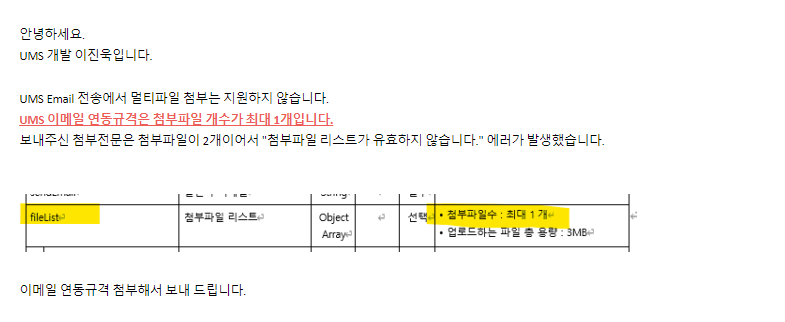 안녕하세요.
UMS 개발 이진욱입니다.
UMS Email 전송에서 멀티파일 첨부는 지원하지 않습니다.
UMS 이메일 연동규격은 첨부파일 개수가 최대 1개입니다.
보내주신 첨부전문은 첨부파일이 2개이어서 "첨부파일 리스트가 유효하지 않습니다." 에러가 발생했습니다.
fileList 첨부파일 리스트 Object Array 선택 • 첨부파일수 : 최대 1 개
• 업로드하는 파일 총 용량 : 3MB
이메일 연동규격 첨부해서 보내 드립니다.